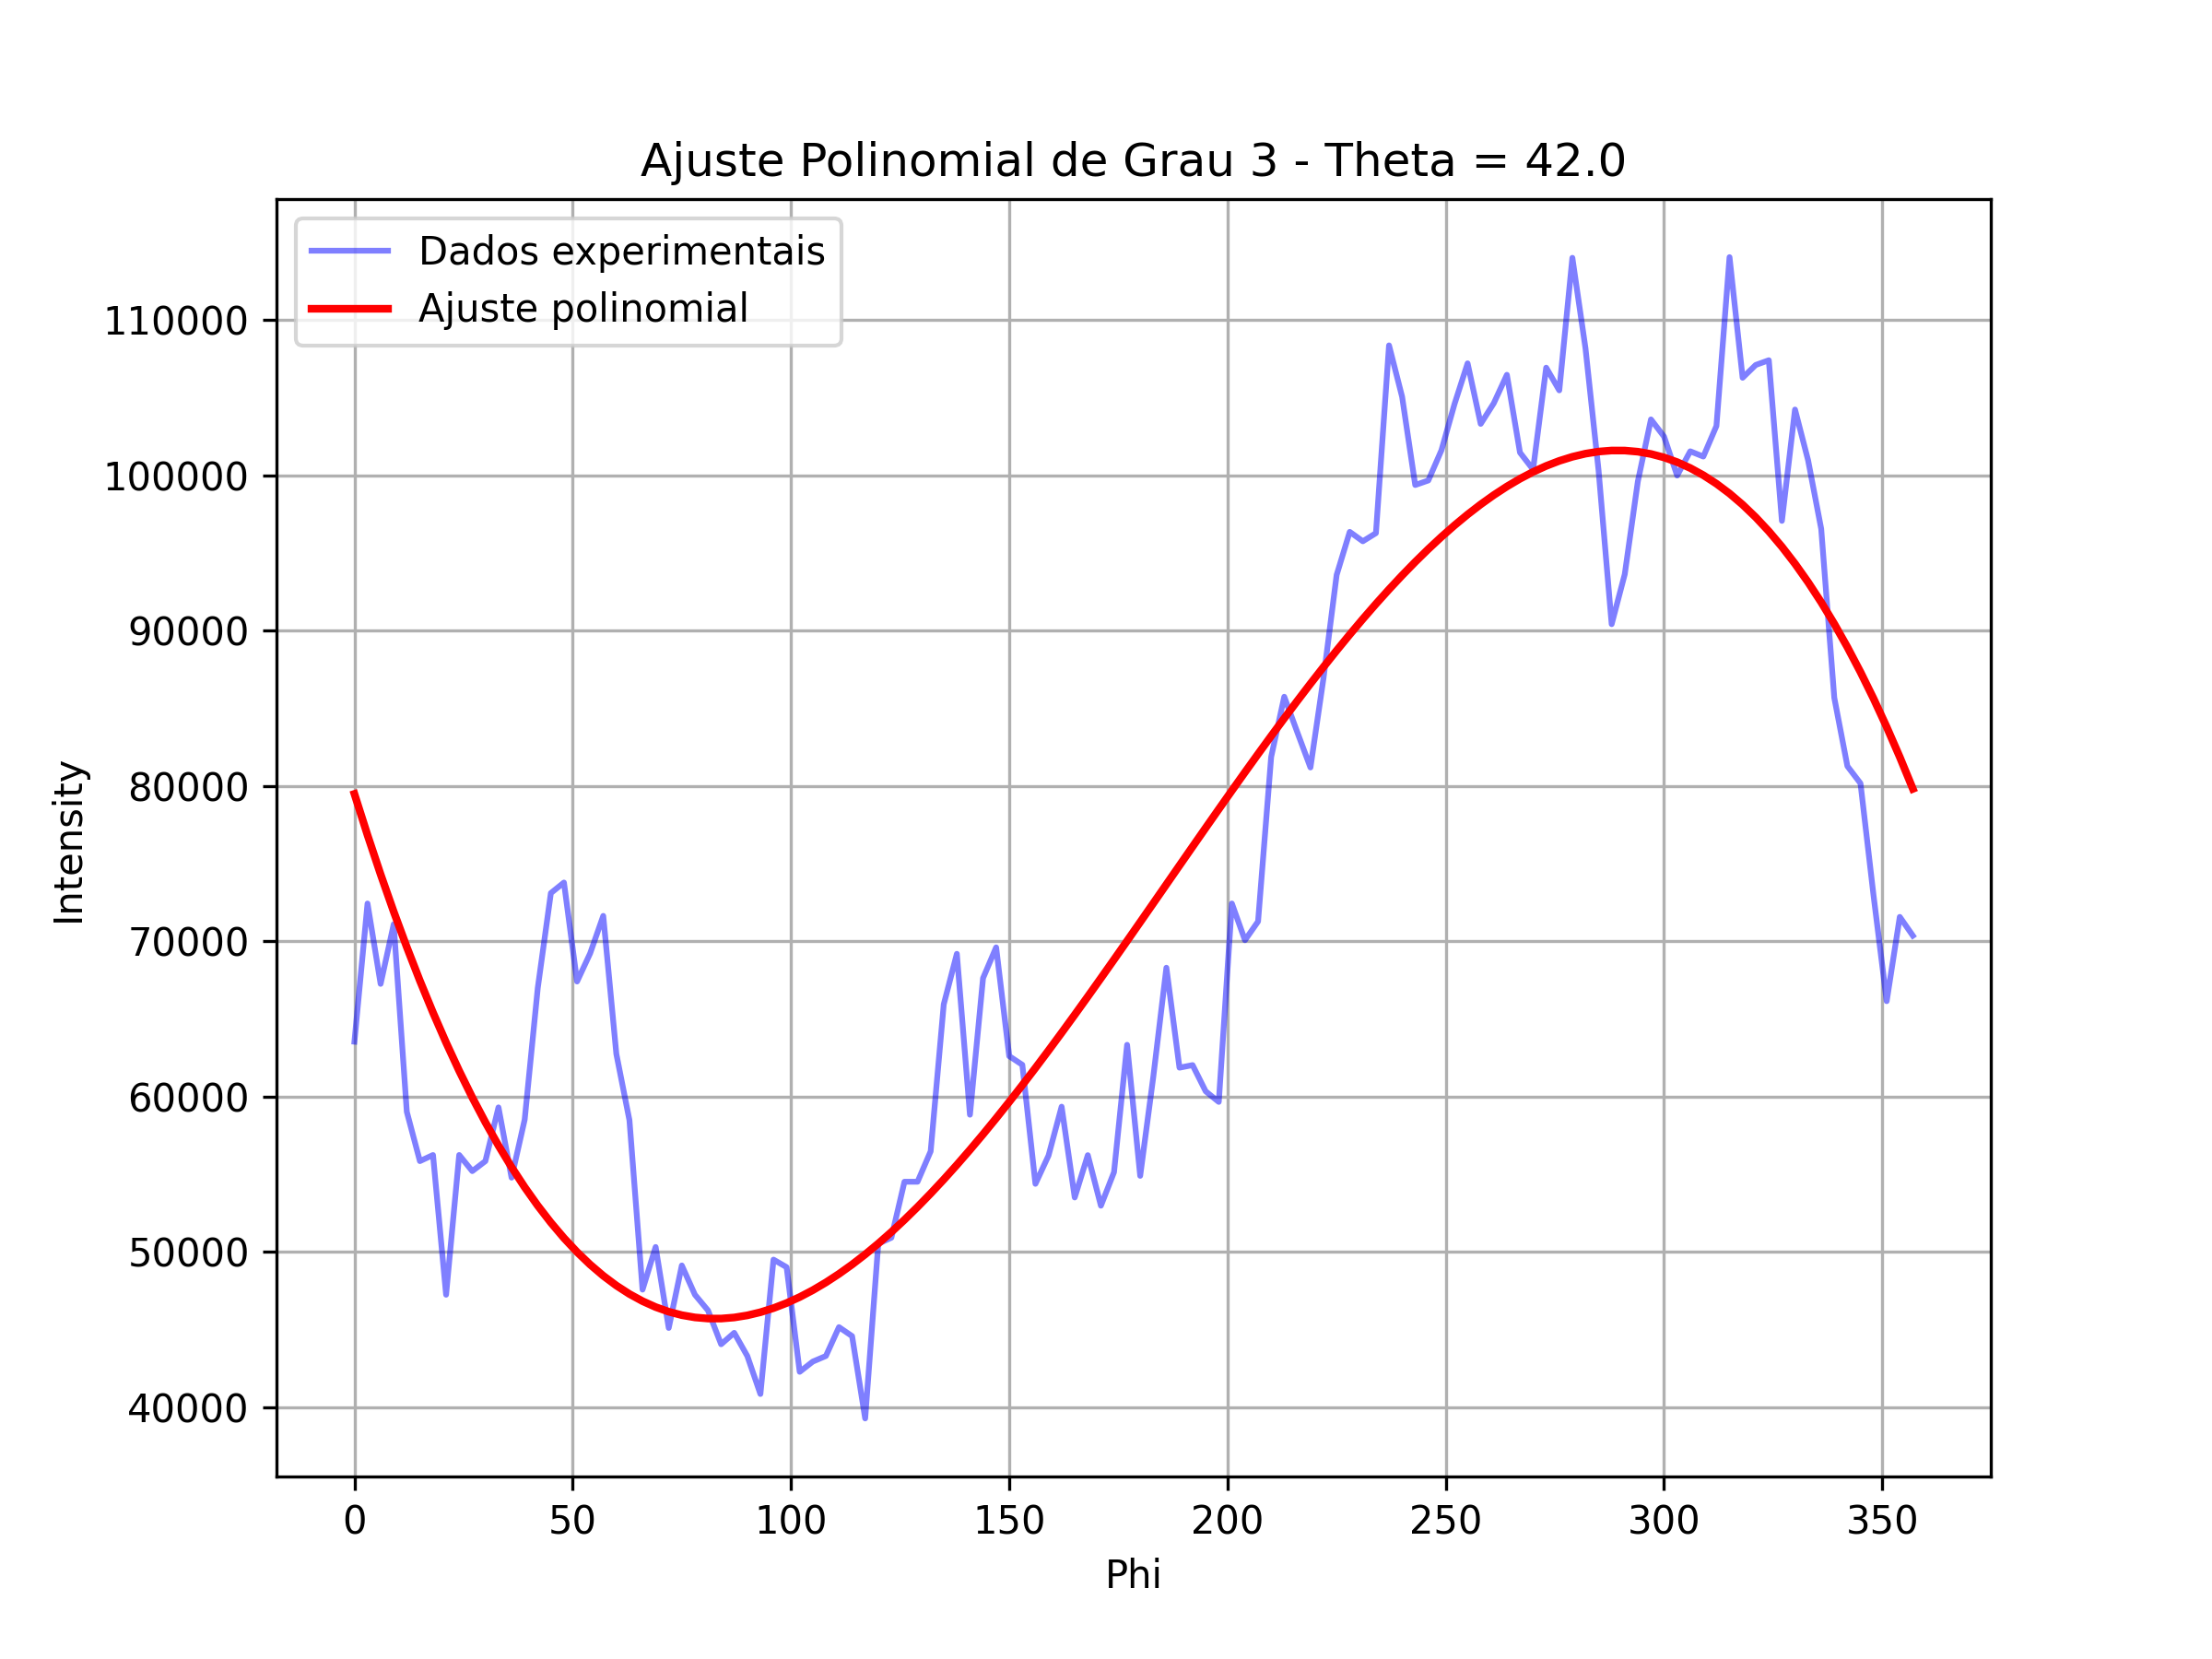 Ajuste Polinomial de Grau 3 - Theta = 42.0
Dados experimentais
Ajuste polinomial
110000
100000
90000
80000
70000
60000
50000
40000
Intensity
0 50 100 150 200 250 300 350
Phi